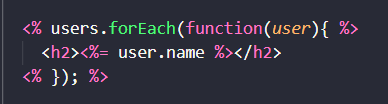 <% users.forEach(function(user){ %>
  <h2><%= user.name %></h2>
<% }); %>